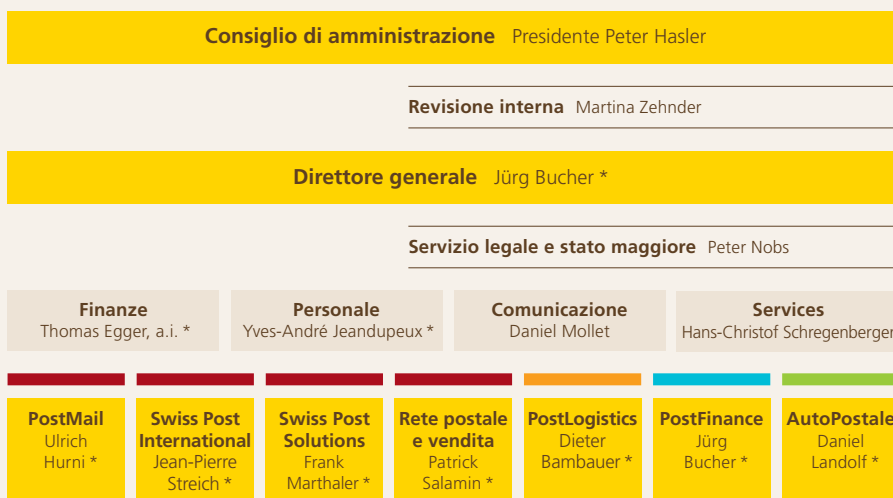 Consiglio di amministrazione Presidente Peter Hasler
Revisione interna Martina Zehnder
Direttore generale Jürg Bucher *
Servizio legale e stato maggiore Peter Nobs
Finanze
Thomas Egger, a.i. *
Personale
Yves-André Jeandupeux *
Comunicazione
Daniel Mollet
Services
Hans-Christof Schregenberger
PostMail
Ulrich
Hurni *
Swiss Post
International
Jean-Pierre
Streich *
Swiss Post
Solutions
Frank
Marthaler *
Rete postale
e vendita
Patrick
Salamin *
PostLogistics
Dieter
Bambauer *
PostFinance
Jürg
Bucher *
AutoPostale
Daniel
Landolf *